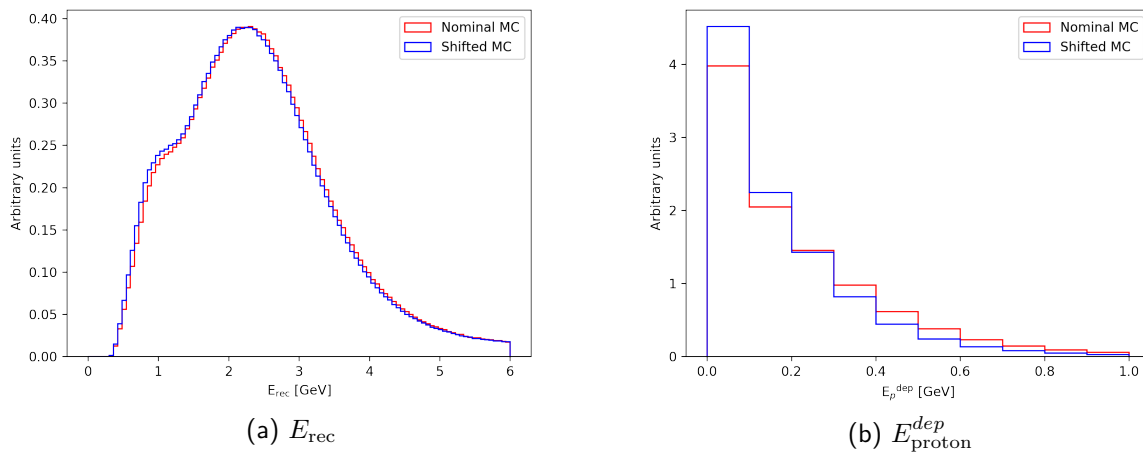 Nominal MC
Shifted MC
0.40
0.35
0.30
0.25
0.20
0.15
0.10
0.05
0.00
Arbitrary units
0 1 2 3 4 5 6
E_rec [GeV]
(a) E_rec
Nominal MC
Shifted MC
4
3
2
1
0
Arbitrary units
0.0 0.2 0.4 0.6 0.8 1.0
E_p^dep [GeV]
(b) E_proton^dep